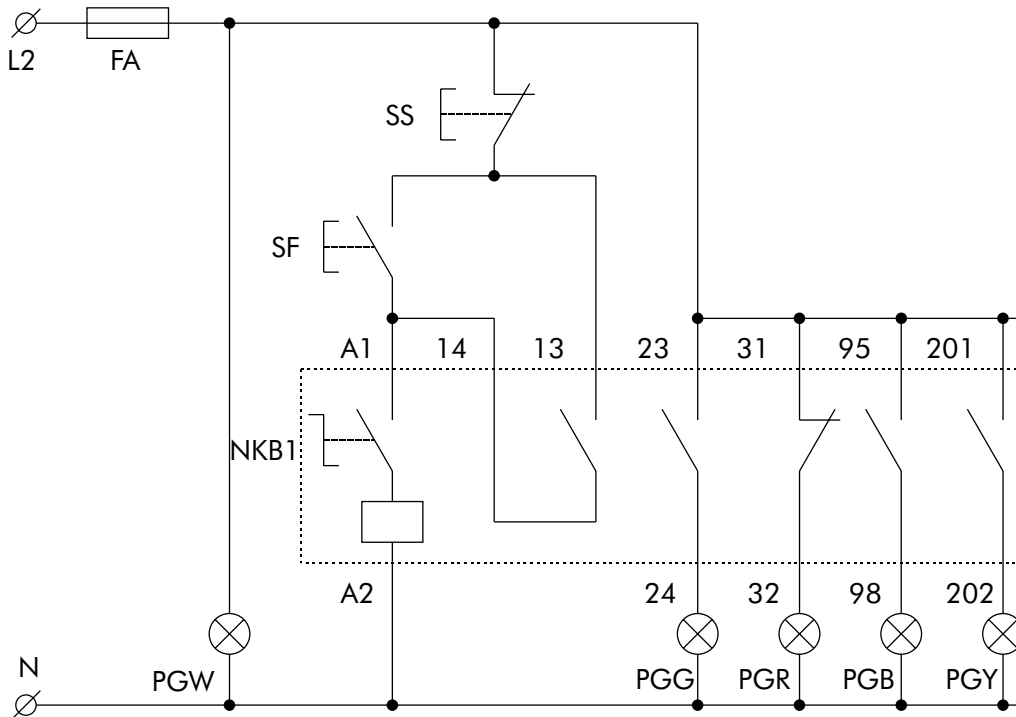 L2
FA
SS
SF
A1 14 13 23 31 95 201
NKB1
A2 24 32 98 202
N
PGW PGG PGR PGB PGY